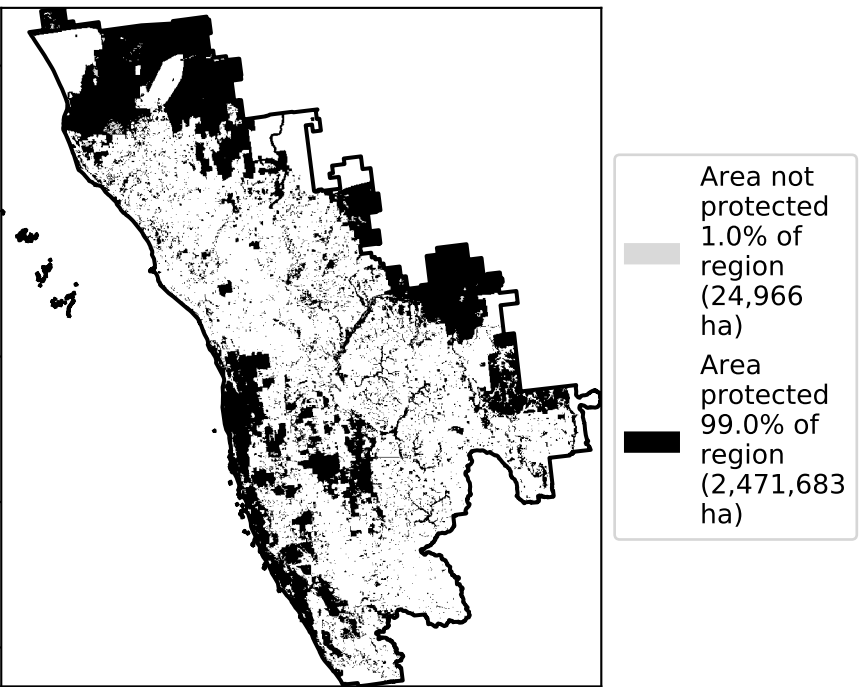 Area not
protected
1.0% of
region
(24,966
ha)
Area
protected
99.0% of
region
(2,471,683
ha)